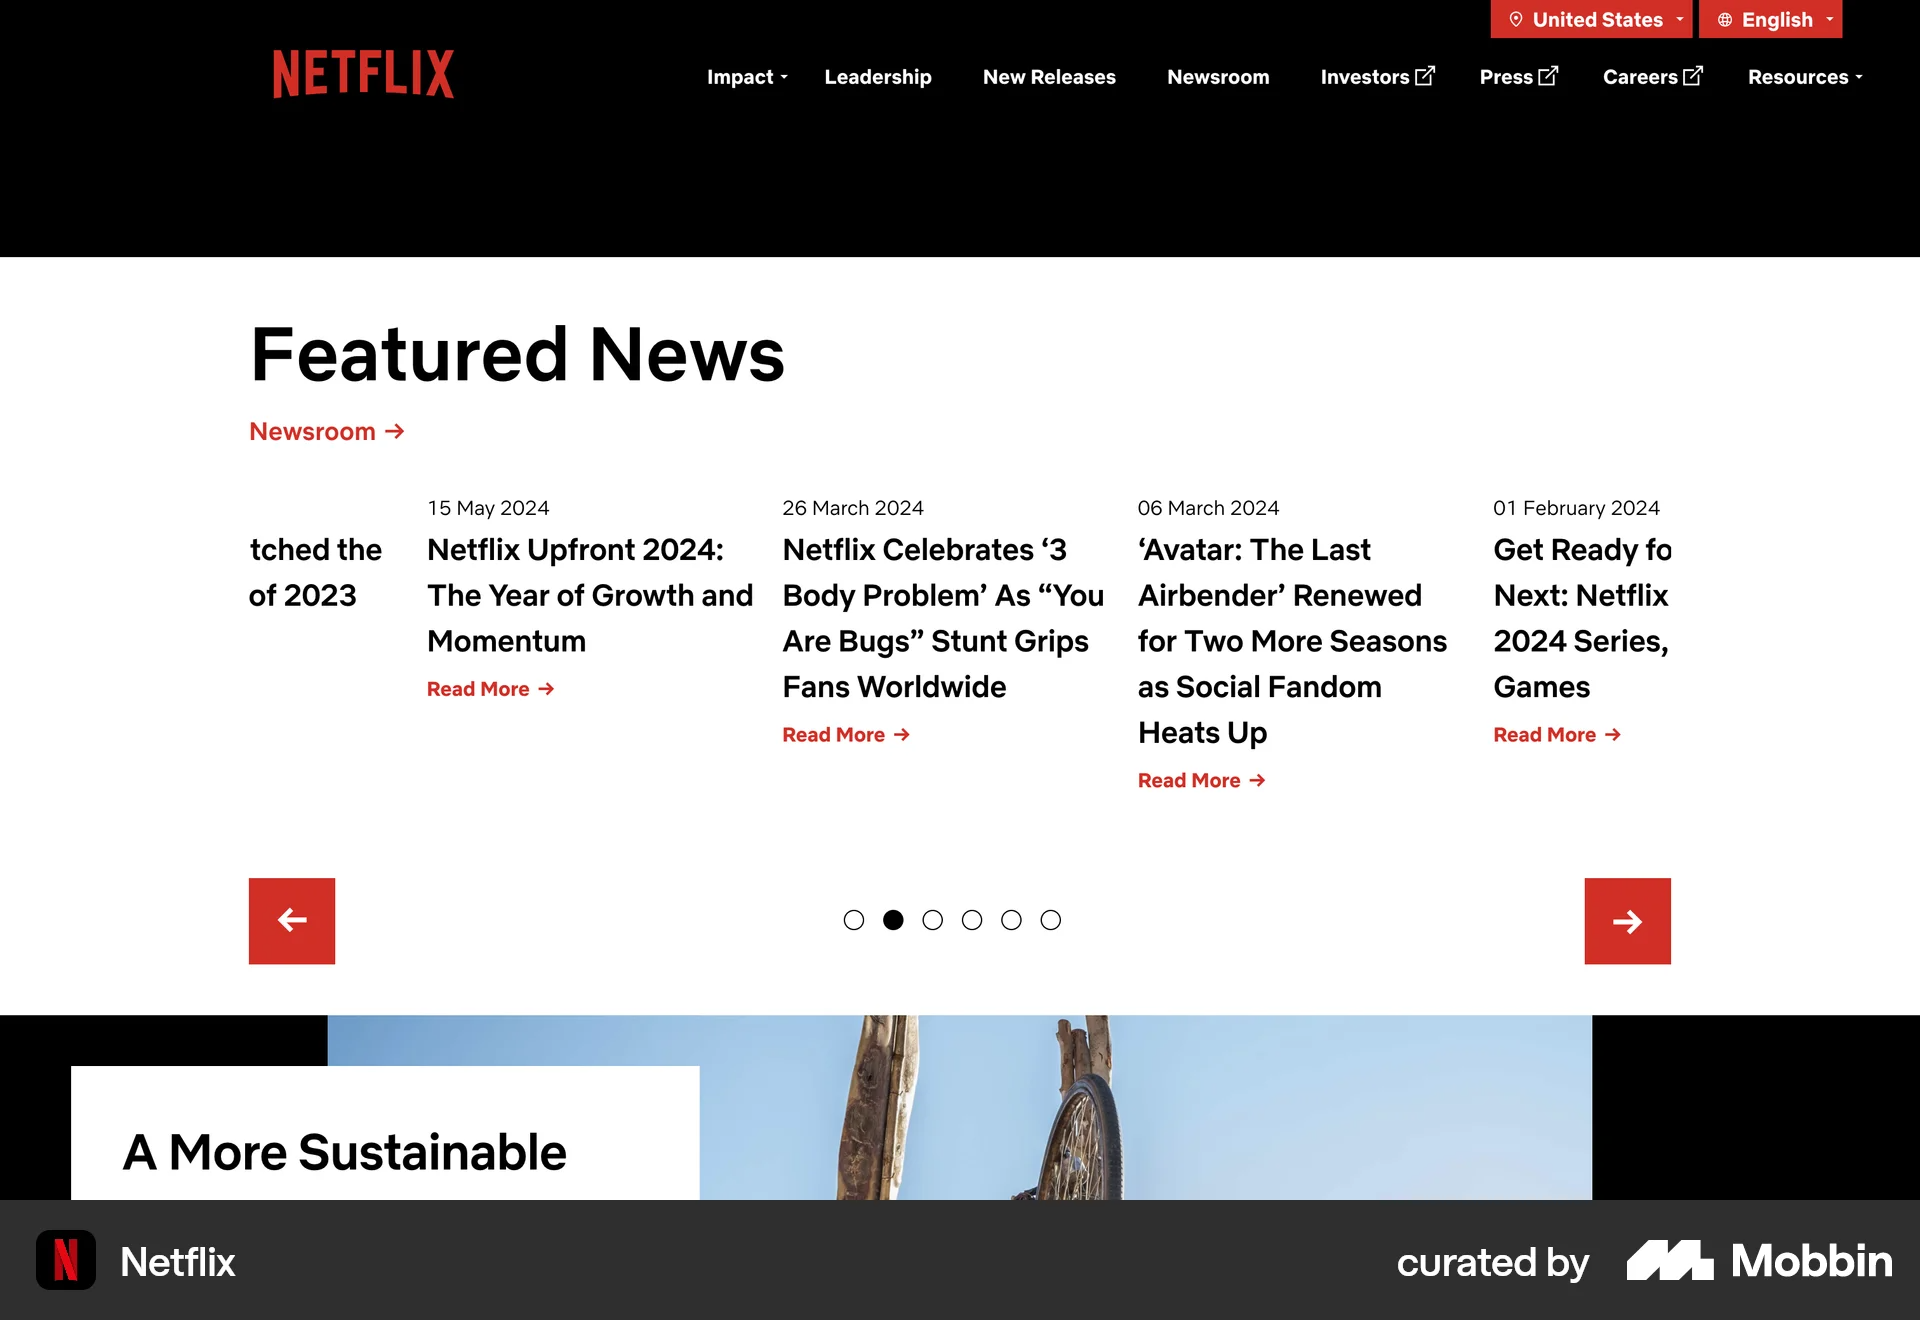 United States
English
NETFLIX
Impact
Leadership
New Releases
Newsroom
Investors
Press
Careers
Resources
Featured News
Newsroom →
tched the
of 2023
15 May 2024
Netflix Upfront 2024:
The Year of Growth and
Momentum
Read More →
26 March 2024
Netflix Celebrates ‘3
Body Problem’ As “You
Are Bugs” Stunt Grips
Fans Worldwide
Read More →
06 March 2024
‘Avatar: The Last
Airbender’ Renewed
for Two More Seasons
as Social Fandom
Heats Up
Read More →
01 February 2024
Get Ready fo
Next: Netflix
2024 Series,
Games
Read More →
A More Sustainable
N
Netflix
curated by
Mobbin